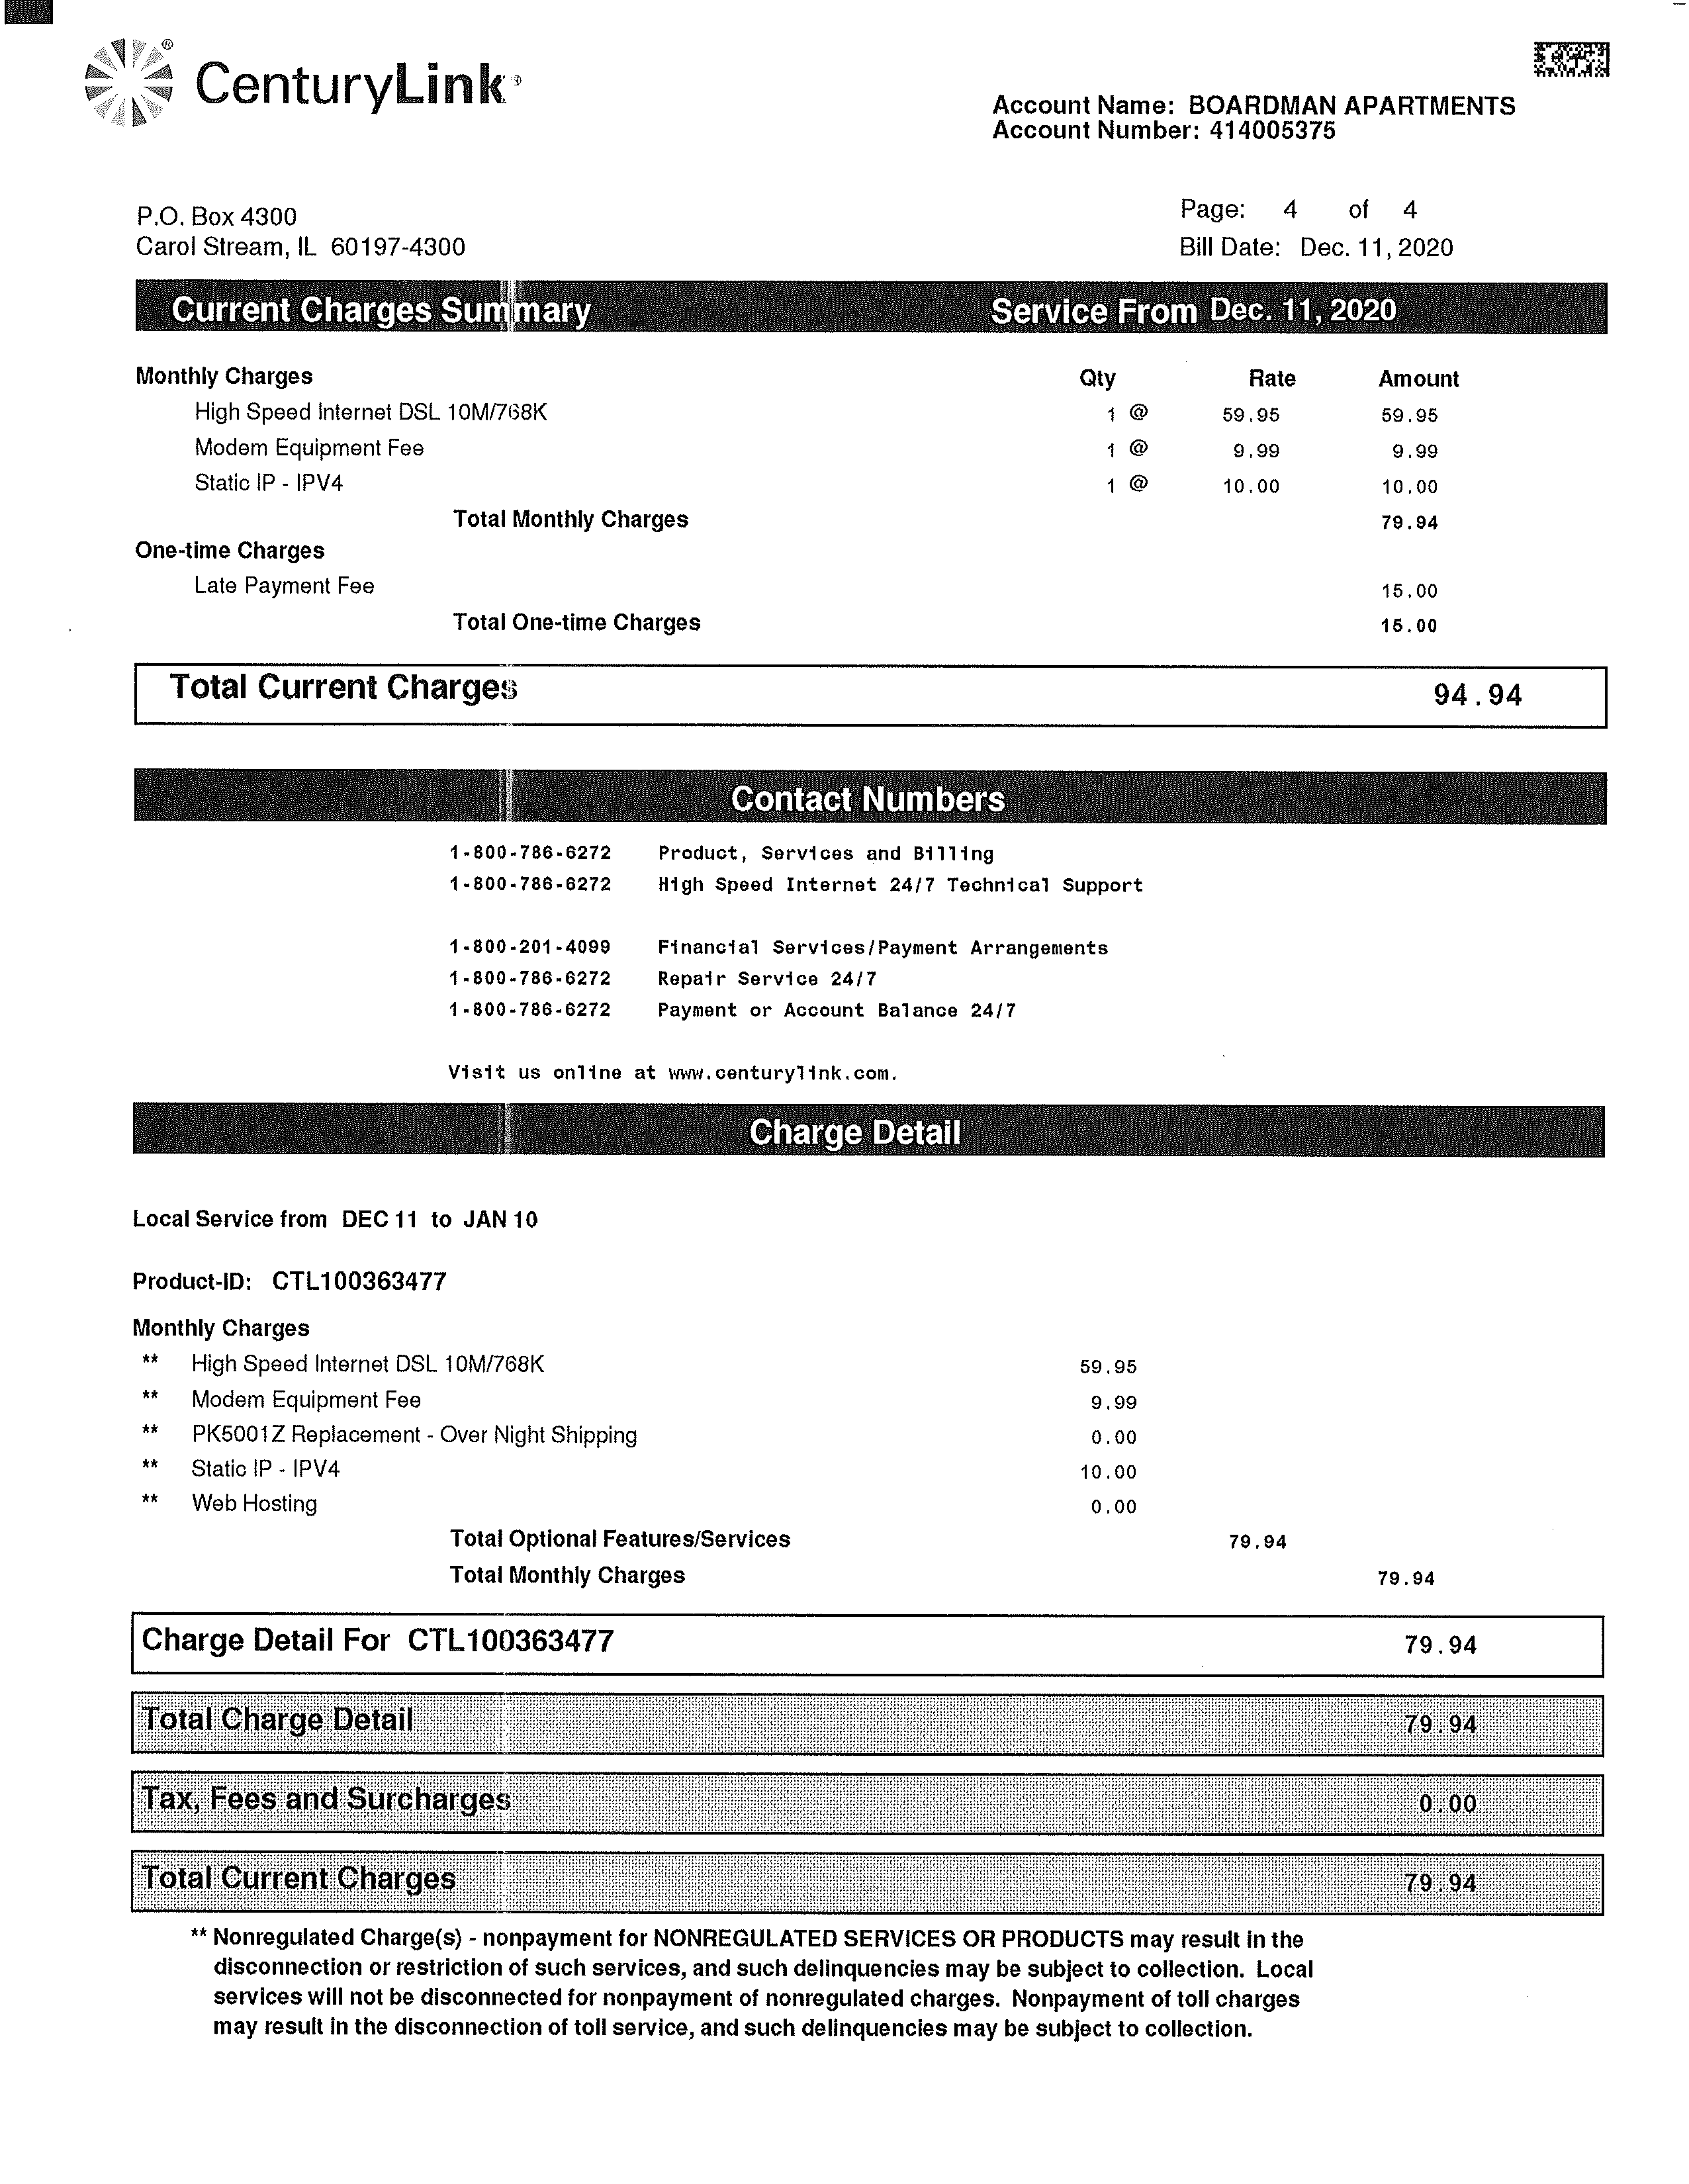 CenturyLink®
Account Name: BOARDMAN APARTMENTS
Account Number: 414005375
P.O. Box 4300
Carol Stream, IL 60197-4300
Page: 4 of 4
Bill Date: Dec. 11, 2020
Current Charges Summary Service From Dec. 11, 2020
Monthly Charges Qty Rate Amount
High Speed Internet DSL 10M/768K 1 @ 59.95 59.95
Modem Equipment Fee 1 @ 9.99 9.99
Static IP - IPV4 1 @ 10.00 10.00
Total Monthly Charges 79.94
One-time Charges
Late Payment Fee 15.00
Total One-time Charges 15.00
Total Current Charges 94.94
Contact Numbers
1-800-786-6272 Product, Services and Billing
1-800-786-6272 High Speed Internet 24/7 Technical Support
1-800-201-4099 Financial Services/Payment Arrangements
1-800-786-6272 Repair Service 24/7
1-800-786-6272 Payment or Account Balance 24/7
Visit us online at www.centurylink.com.
Charge Detail
Local Service from DEC 11 to JAN 10
Product-ID: CTL100363477
Monthly Charges
** High Speed Internet DSL 10M/768K 59.95
** Modem Equipment Fee 9.99
** PK5001Z Replacement - Over Night Shipping 0.00
** Static IP - IPV4 10.00
** Web Hosting 0.00
Total Optional Features/Services 79.94
Total Monthly Charges 79.94
Charge Detail For CTL100363477 79.94
Total Charge Detail 79.94
Tax, Fees and Surcharges 0.00
Total Current Charges 79.94
** Nonregulated Charge(s) - nonpayment for NONREGULATED SERVICES OR PRODUCTS may result in the
disconnection or restriction of such services, and such delinquencies may be subject to collection. Local
services will not be disconnected for nonpayment of nonregulated charges. Nonpayment of toll charges
may result in the disconnection of toll service, and such delinquencies may be subject to collection.